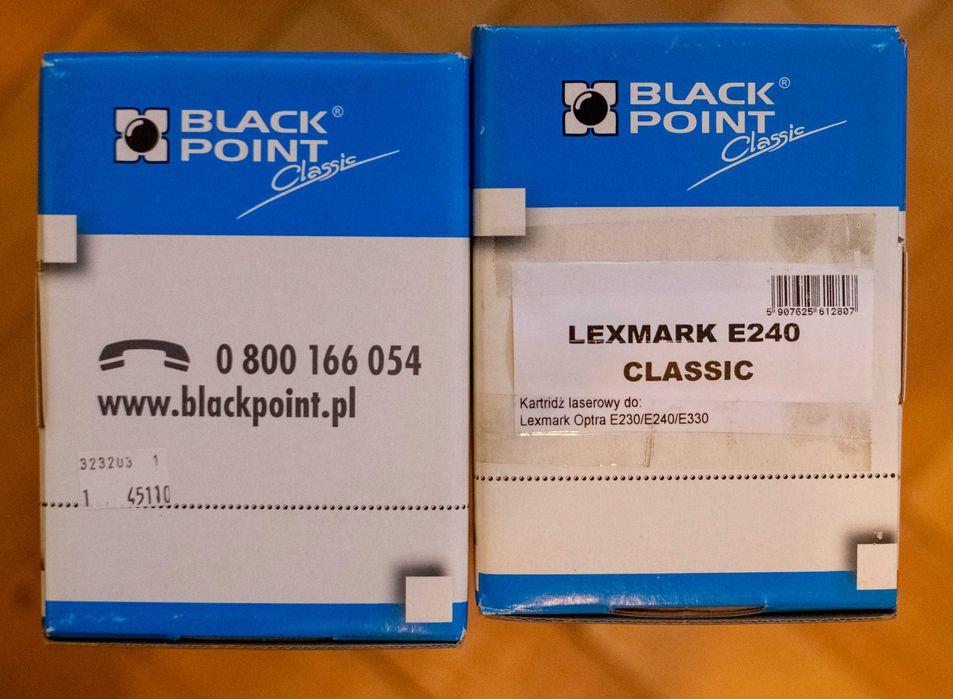 BLACK®
POINT
Classic
0 800 166 054
www.blackpoint.pl
323203 1
1 45110
BLACK®
POINT
Classic
5 907625 612807
LEXMARK E240
CLASSIC
Kartridż laserowy do:
Lexmark Optra E230/E240/E330